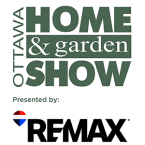 OTTAWA
HOME
& garden
SHOW
Presented by:
RE/MAX